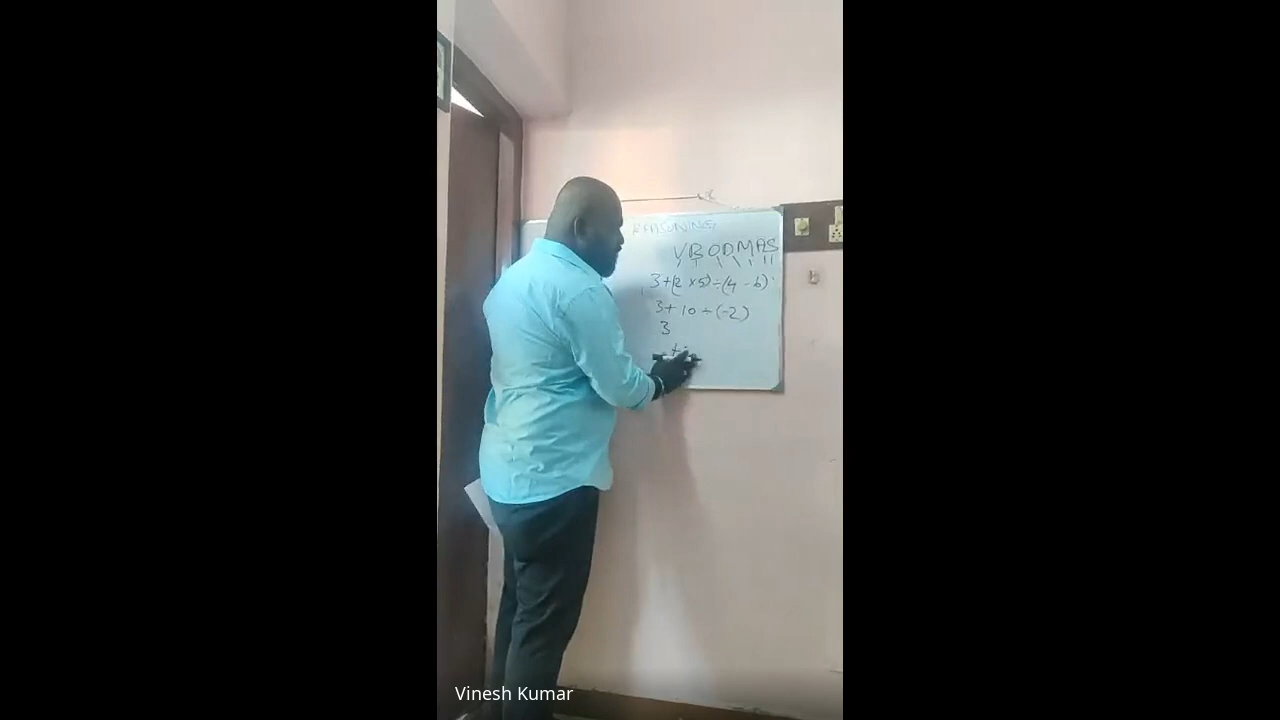 REASONING
VBODMAS
3+(2×5)÷(4-6)
3+10÷(-2)
3
Vinesh Kumar